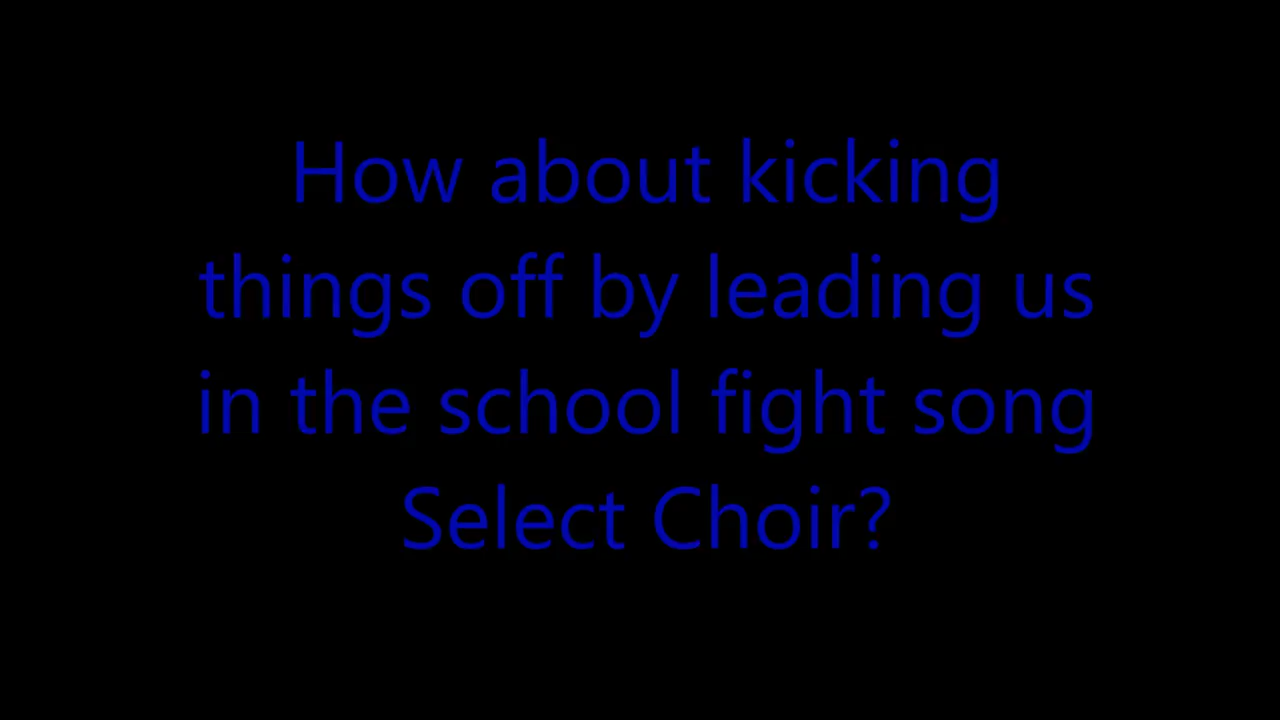 How about kicking
things off by leading us
in the school fight song
Select Choir?